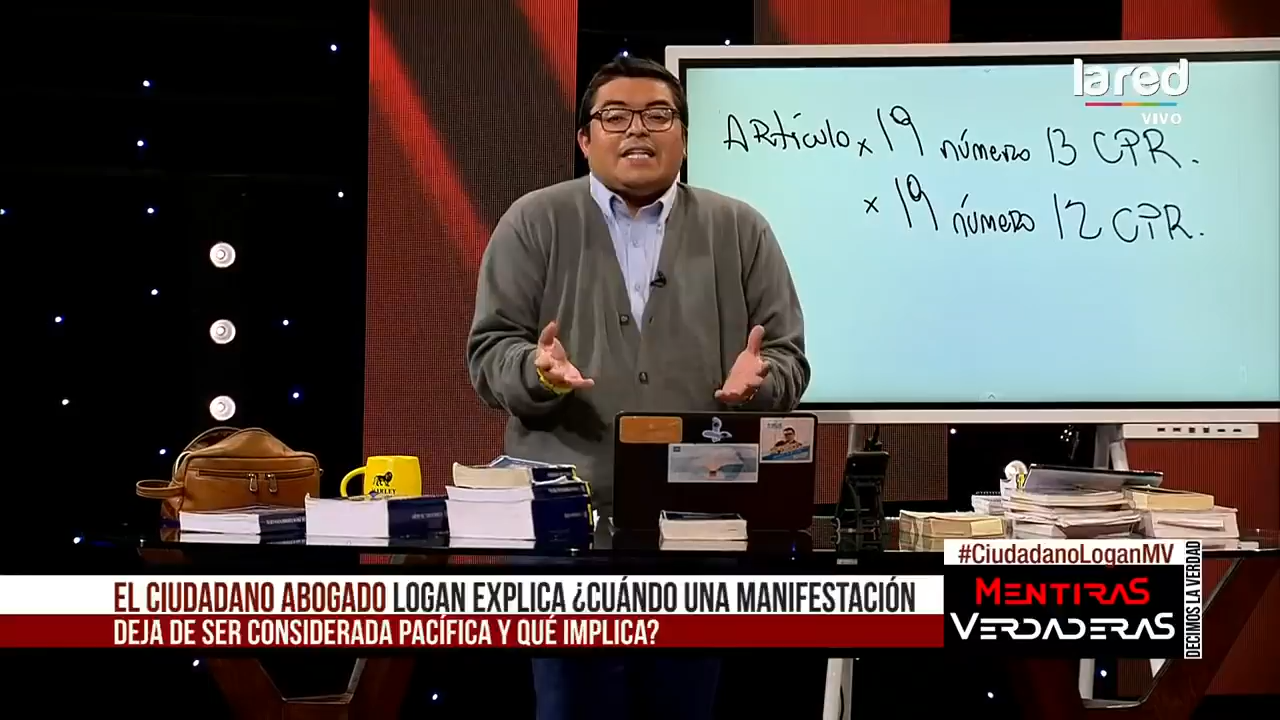 lared
VIVO
ARtículo x 19 número 13 CPR.
x 19 número 12 CPR.
#CiudadanoLoganMV
EL CIUDADANO ABOGADO LOGAN EXPLICA ¿CUÁNDO UNA MANIFESTACIÓN
DEJA DE SER CONSIDERADA PACÍFICA Y QUÉ IMPLICA?
MENTIRAS
VERDADERAS
DECIMOS LA VERDAD